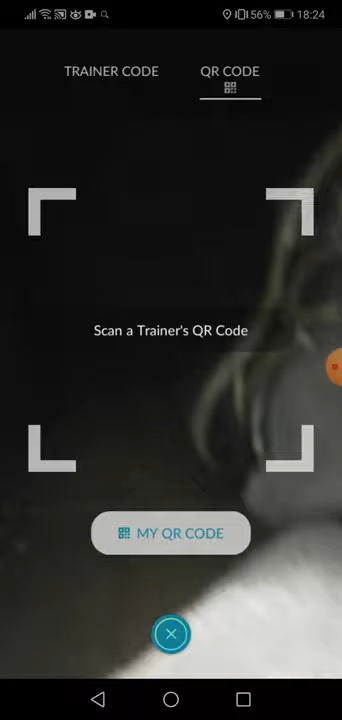 56% 18:24
TRAINER CODE QR CODE
Scan a Trainer's QR Code
MY QR CODE